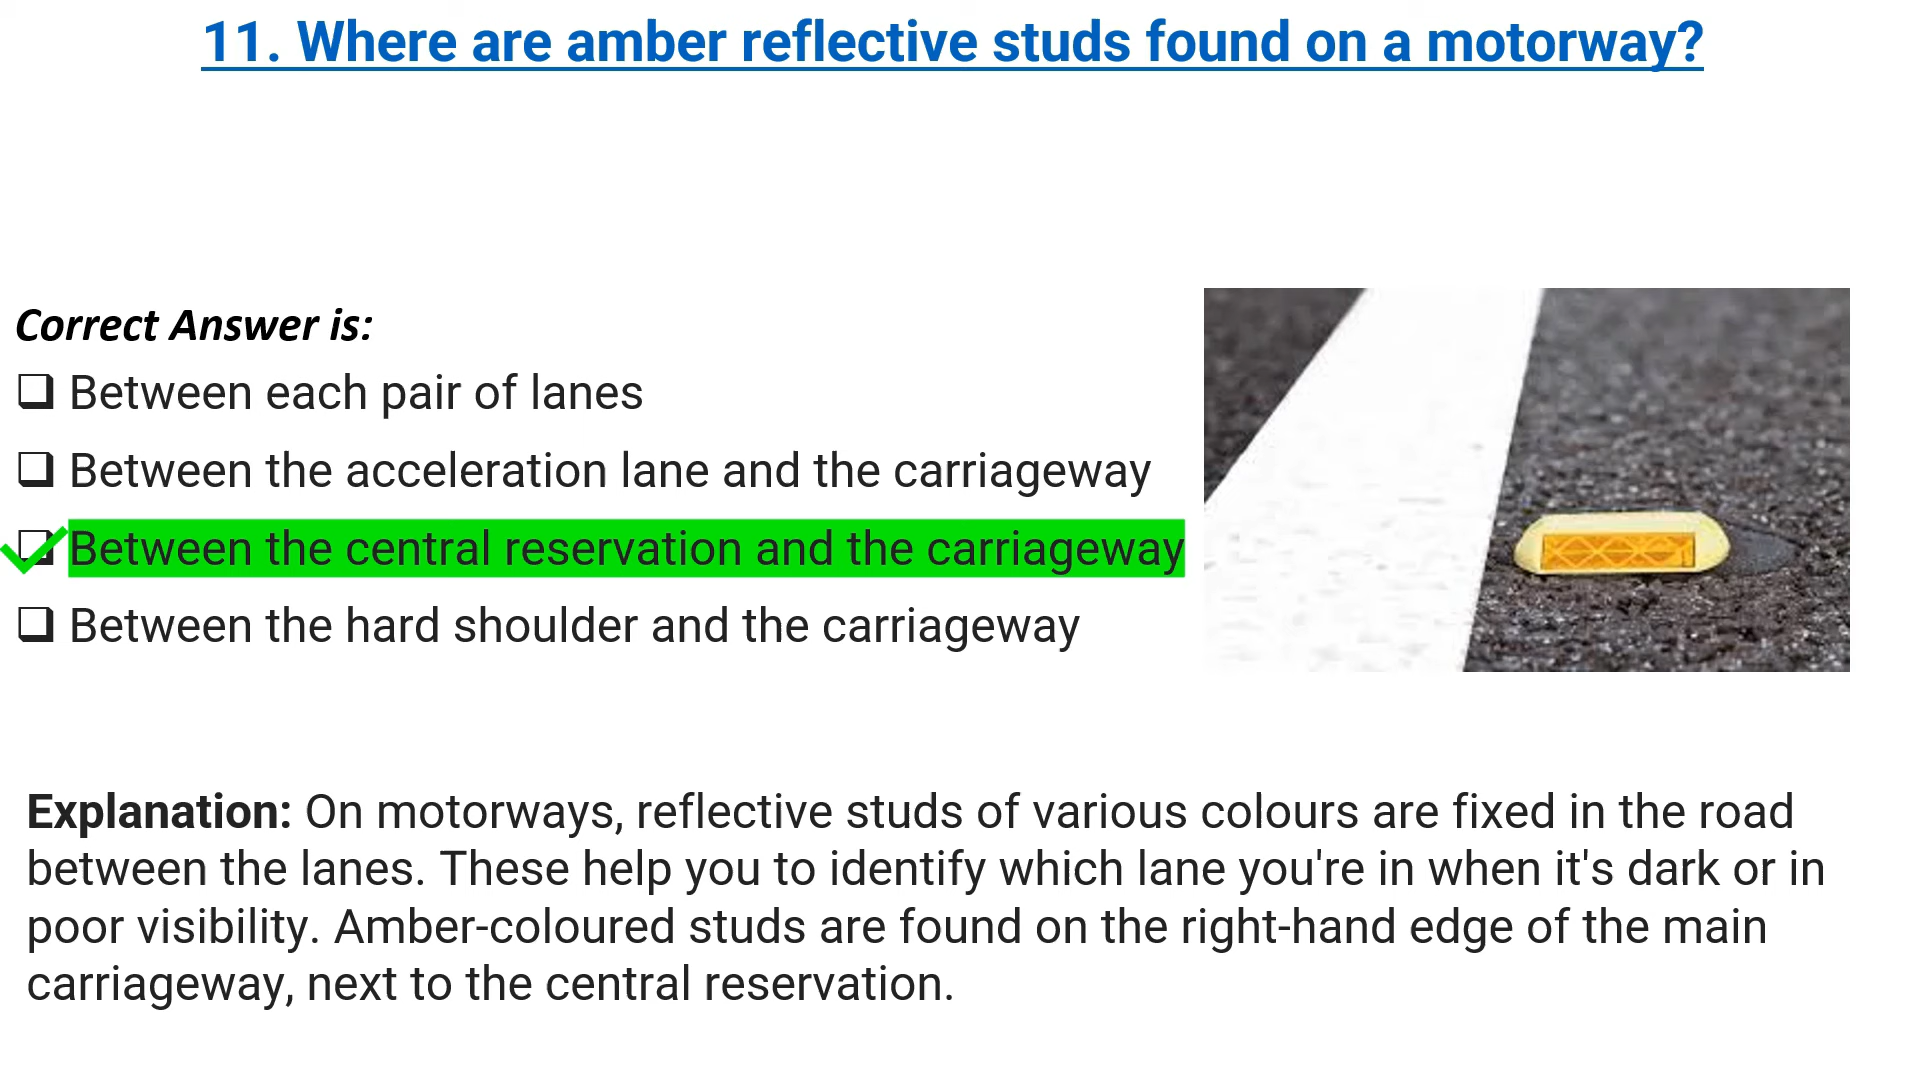 11. Where are amber reflective studs found on a motorway?
Correct Answer is:
Between each pair of lanes
Between the acceleration lane and the carriageway
Between the central reservation and the carriageway
Between the hard shoulder and the carriageway
Explanation: On motorways, reflective studs of various colours are fixed in the road
between the lanes. These help you to identify which lane you're in when it's dark or in
poor visibility. Amber-coloured studs are found on the right-hand edge of the main
carriageway, next to the central reservation.